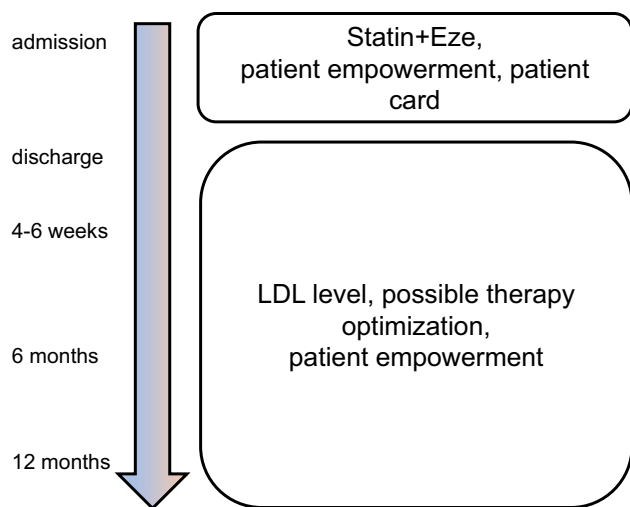 admission
Statin+Eze,
patient empowerment, patient
card
discharge
4-6 weeks
LDL level, possible therapy
optimization,
patient empowerment
6 months
12 months